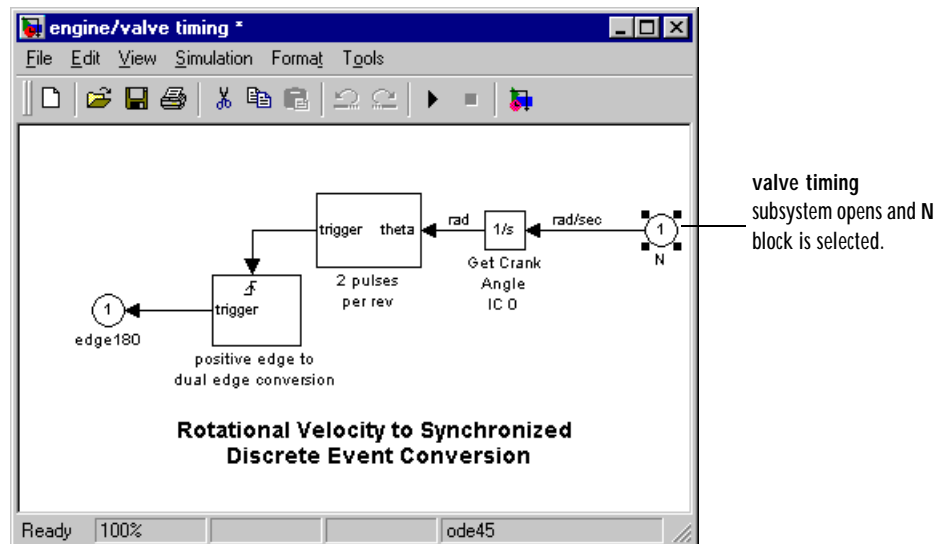 engine/valve timing *
File Edit View Simulation Format Tools
valve timing
subsystem opens and N
block is selected.
trigger theta
rad
1/s
rad/sec
1
N
2 pulses
per rev
Get Crank
Angle
IC 0
1
edge180
trigger
positive edge to
dual edge conversion
Rotational Velocity to Synchronized
Discrete Event Conversion
Ready 100% ode45